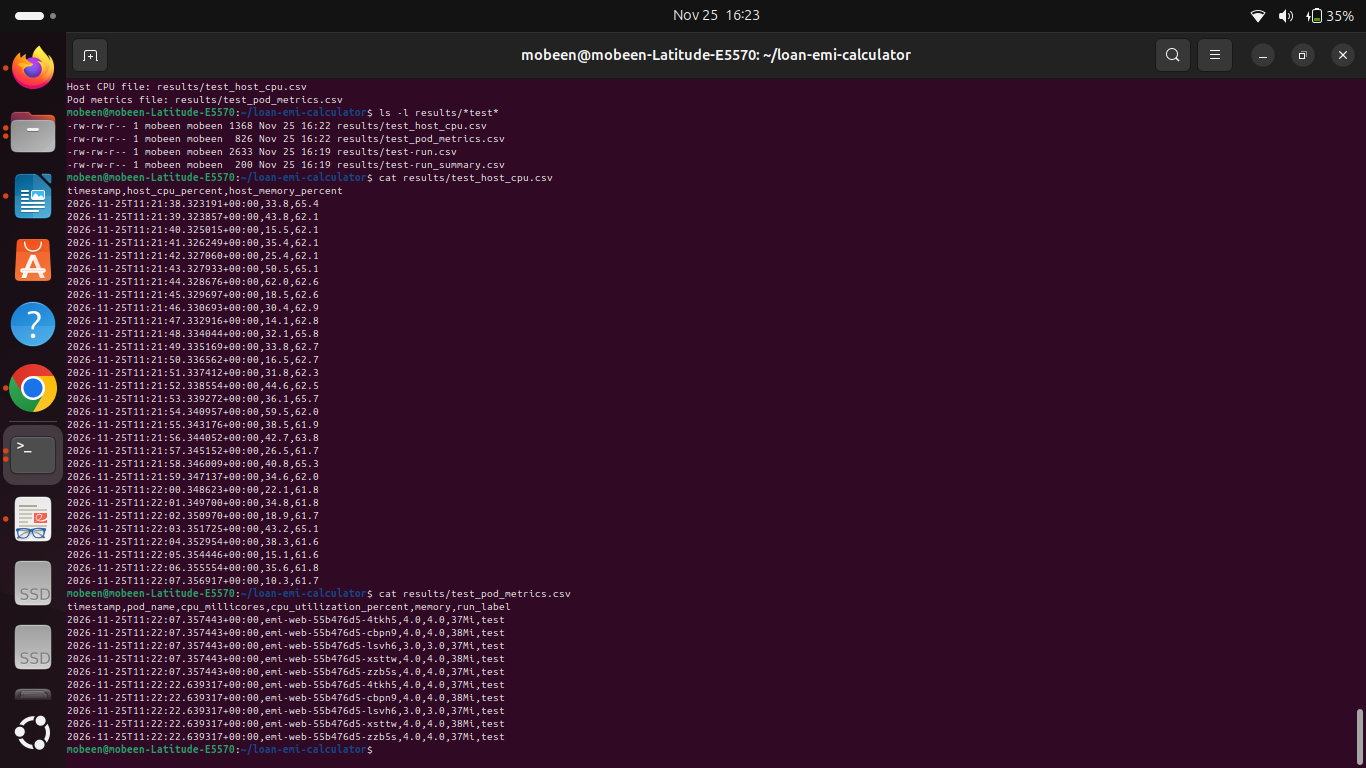 Nov 25 16:23
35%
mobeen@mobeen-Latitude-E5570: ~/loan-emi-calculator
Host CPU file: results/test_host_cpu.csv
Pod metrics file: results/test_pod_metrics.csv
mobeen@mobeen-Latitude-E5570:~/loan-emi-calculator$ ls -l results/*test*
-rw-rw-r-- 1 mobeen mobeen 1368 Nov 25 16:22 results/test_host_cpu.csv
-rw-rw-r-- 1 mobeen mobeen  826 Nov 25 16:22 results/test_pod_metrics.csv
-rw-rw-r-- 1 mobeen mobeen 2633 Nov 25 16:19 results/test-run.csv
-rw-rw-r-- 1 mobeen mobeen  200 Nov 25 16:19 results/test-run_summary.csv
mobeen@mobeen-Latitude-E5570:~/loan-emi-calculator$ cat results/test_host_cpu.csv
timestamp,host_cpu_percent,host_memory_percent
2026-11-25T11:21:38.323191+00:00,33.8,65.4
2026-11-25T11:21:39.323857+00:00,43.8,62.1
2026-11-25T11:21:40.325015+00:00,15.5,62.1
2026-11-25T11:21:41.326249+00:00,35.4,62.1
2026-11-25T11:21:42.327060+00:00,25.4,62.1
2026-11-25T11:21:43.327933+00:00,50.5,65.1
2026-11-25T11:21:44.328676+00:00,62.0,62.6
2026-11-25T11:21:45.329697+00:00,18.5,62.6
2026-11-25T11:21:46.330693+00:00,30.4,62.9
2026-11-25T11:21:47.332916+00:00,14.1,62.8
2026-11-25T11:21:48.334044+00:00,32.1,65.8
2026-11-25T11:21:49.335169+00:00,33.8,62.7
2026-11-25T11:21:50.336562+00:00,16.5,62.7
2026-11-25T11:21:51.337412+00:00,31.8,62.3
2026-11-25T11:21:52.338554+00:00,44.6,62.5
2026-11-25T11:21:53.339272+00:00,36.1,65.7
2026-11-25T11:21:54.340957+00:00,59.5,62.0
2026-11-25T11:21:55.343176+00:00,38.5,61.9
2026-11-25T11:21:56.344052+00:00,42.7,63.8
2026-11-25T11:21:57.345152+00:00,26.5,61.7
2026-11-25T11:21:58.346009+00:00,40.8,65.3
2026-11-25T11:21:59.347137+00:00,34.6,62.0
2026-11-25T11:22:00.348623+00:00,22.1,61.8
2026-11-25T11:22:01.349700+00:00,34.8,61.8
2026-11-25T11:22:02.350970+00:00,18.9,61.7
2026-11-25T11:22:03.351725+00:00,43.2,65.1
2026-11-25T11:22:04.352954+00:00,38.3,61.6
2026-11-25T11:22:05.354446+00:00,15.1,61.6
2026-11-25T11:22:06.355554+00:00,35.6,61.8
2026-11-25T11:22:07.356917+00:00,10.3,61.7
mobeen@mobeen-Latitude-E5570:~/loan-emi-calculator$ cat results/test_pod_metrics.csv
timestamp,pod_name,cpu_millicores,cpu_utilization_percent,memory,run_label
2026-11-25T11:22:07.357443+00:00,emi-web-55b476d5-4tkh5,4.0,4.0,37Mi,test
2026-11-25T11:22:07.357443+00:00,emi-web-55b476d5-cbpn9,4.0,4.0,38Mi,test
2026-11-25T11:22:07.357443+00:00,emi-web-55b476d5-lsvh6,3.0,3.0,37Mi,test
2026-11-25T11:22:07.357443+00:00,emi-web-55b476d5-xsttw,4.0,4.0,38Mi,test
2026-11-25T11:22:07.357443+00:00,emi-web-55b476d5-zzb5s,4.0,4.0,37Mi,test
2026-11-25T11:22:22.639317+00:00,emi-web-55b476d5-4tkh5,4.0,4.0,37Mi,test
2026-11-25T11:22:22.639317+00:00,emi-web-55b476d5-cbpn9,4.0,4.0,38Mi,test
2026-11-25T11:22:22.639317+00:00,emi-web-55b476d5-lsvh6,3.0,3.0,37Mi,test
2026-11-25T11:22:22.639317+00:00,emi-web-55b476d5-xsttw,4.0,4.0,38Mi,test
2026-11-25T11:22:22.639317+00:00,emi-web-55b476d5-zzb5s,4.0,4.0,37Mi,test
mobeen@mobeen-Latitude-E5570:~/loan-emi-calculator$
SSD
SSD